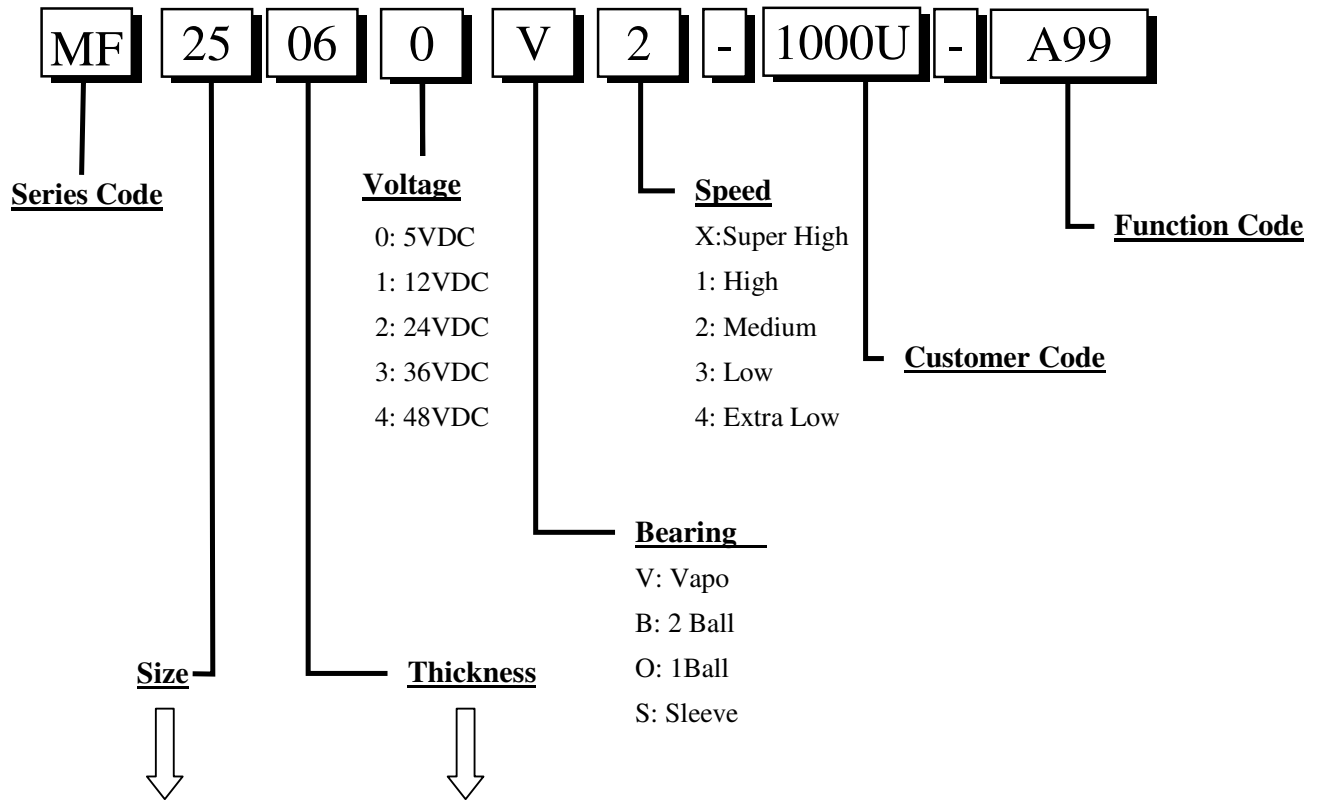 MF 25 06 0 V 2 - 1000U - A99
Series Code
Voltage
0: 5VDC
1: 12VDC
2: 24VDC
3: 36VDC
4: 48VDC
Speed
X:Super High
1: High
2: Medium
3: Low
4: Extra Low
Function Code
Customer Code
Bearing
V: Vapo
B: 2 Ball
O: 1Ball
S: Sleeve
Size
Thickness